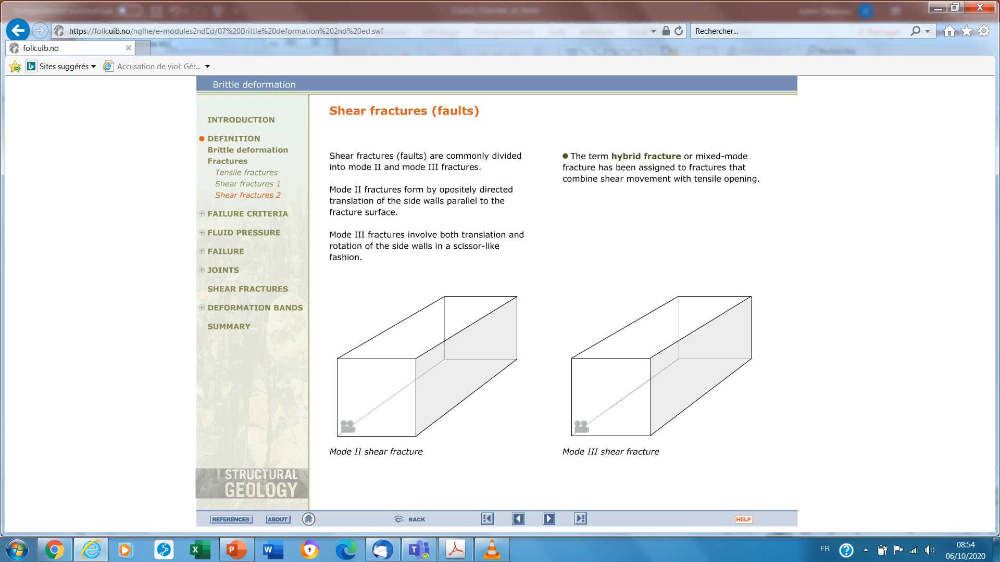 https://folk.uib.no/nglhe/e-modules2ndEd/07%20Brittle%20deformation%202nd%20ed.swf
Rechercher...
folk.uib.no
Sites suggérés
Accusation de viol: Gér...
Brittle deformation
INTRODUCTION
DEFINITION
Brittle deformation
Fractures
Tensile fractures
Shear fractures 1
Shear fractures 2
FAILURE CRITERIA
FLUID PRESSURE
FAILURE
JOINTS
SHEAR FRACTURES
DEFORMATION BANDS
SUMMARY
STRUCTURAL
GEOLOGY
Shear fractures (faults)
Shear fractures (faults) are commonly divided
into mode II and mode III fractures.
Mode II fractures form by opositely directed
translation of the side walls parallel to the
fracture surface.
Mode III fractures involve both translation and
rotation of the side walls in a scissor-like
fashion.
The term hybrid fracture or mixed-mode
fracture has been assigned to fractures that
combine shear movement with tensile opening.
Mode II shear fracture
Mode III shear fracture
REFERENCES
ABOUT
BACK
HELP
FR
08:54
06/10/2020